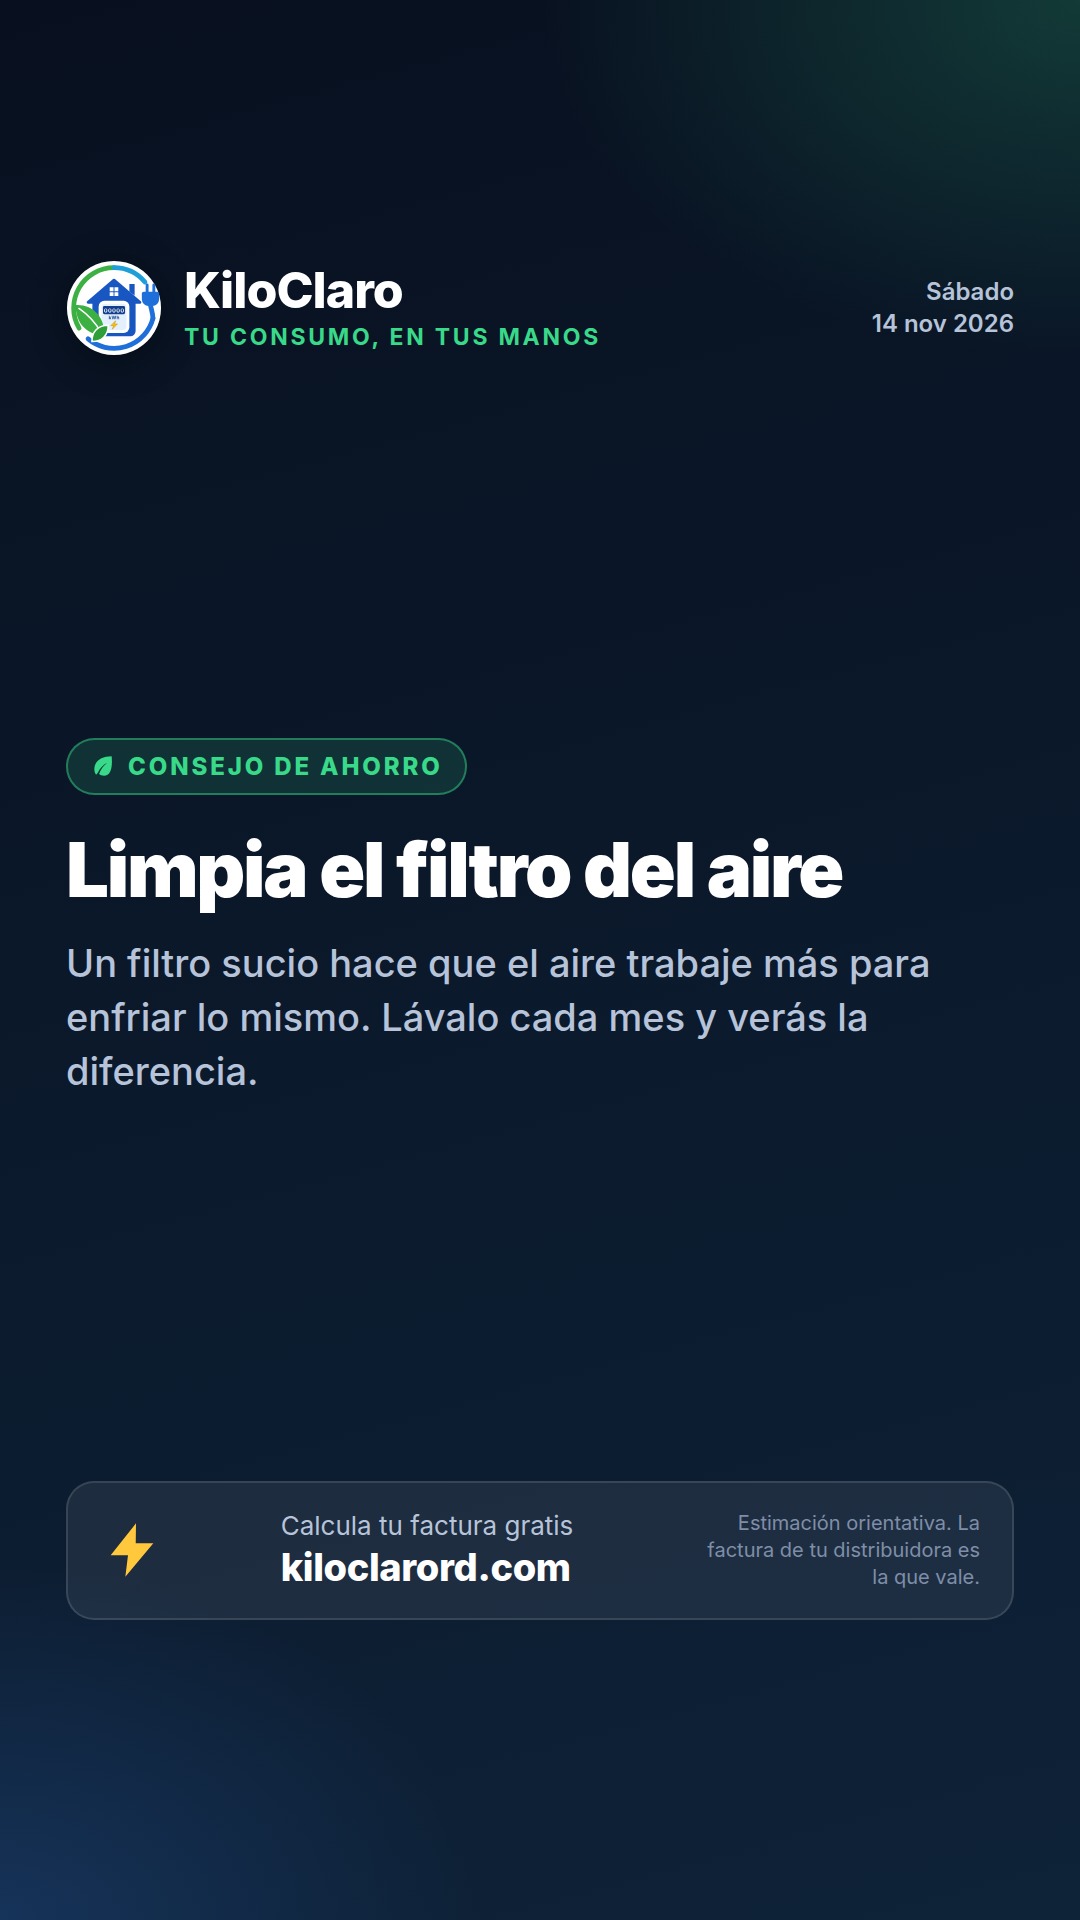 KiloClaro
TU CONSUMO, EN TUS MANOS
Sábado
14 nov 2026
CONSEJO DE AHORRO
Limpia el filtro del aire
Un filtro sucio hace que el aire trabaje más para
enfriar lo mismo. Lávalo cada mes y verás la
diferencia.
Calcula tu factura gratis
kiloclarord.com
Estimación orientativa. La
factura de tu distribuidora es
la que vale.